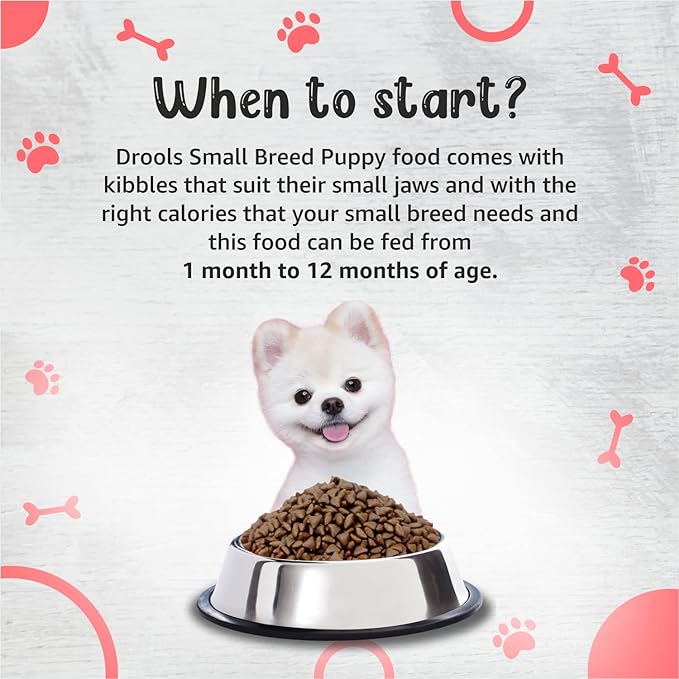 When to start?
Drools Small Breed Puppy food comes with
kibbles that suit their small jaws and with the
right calories that your small breed needs and
this food can be fed from
1 month to 12 months of age.